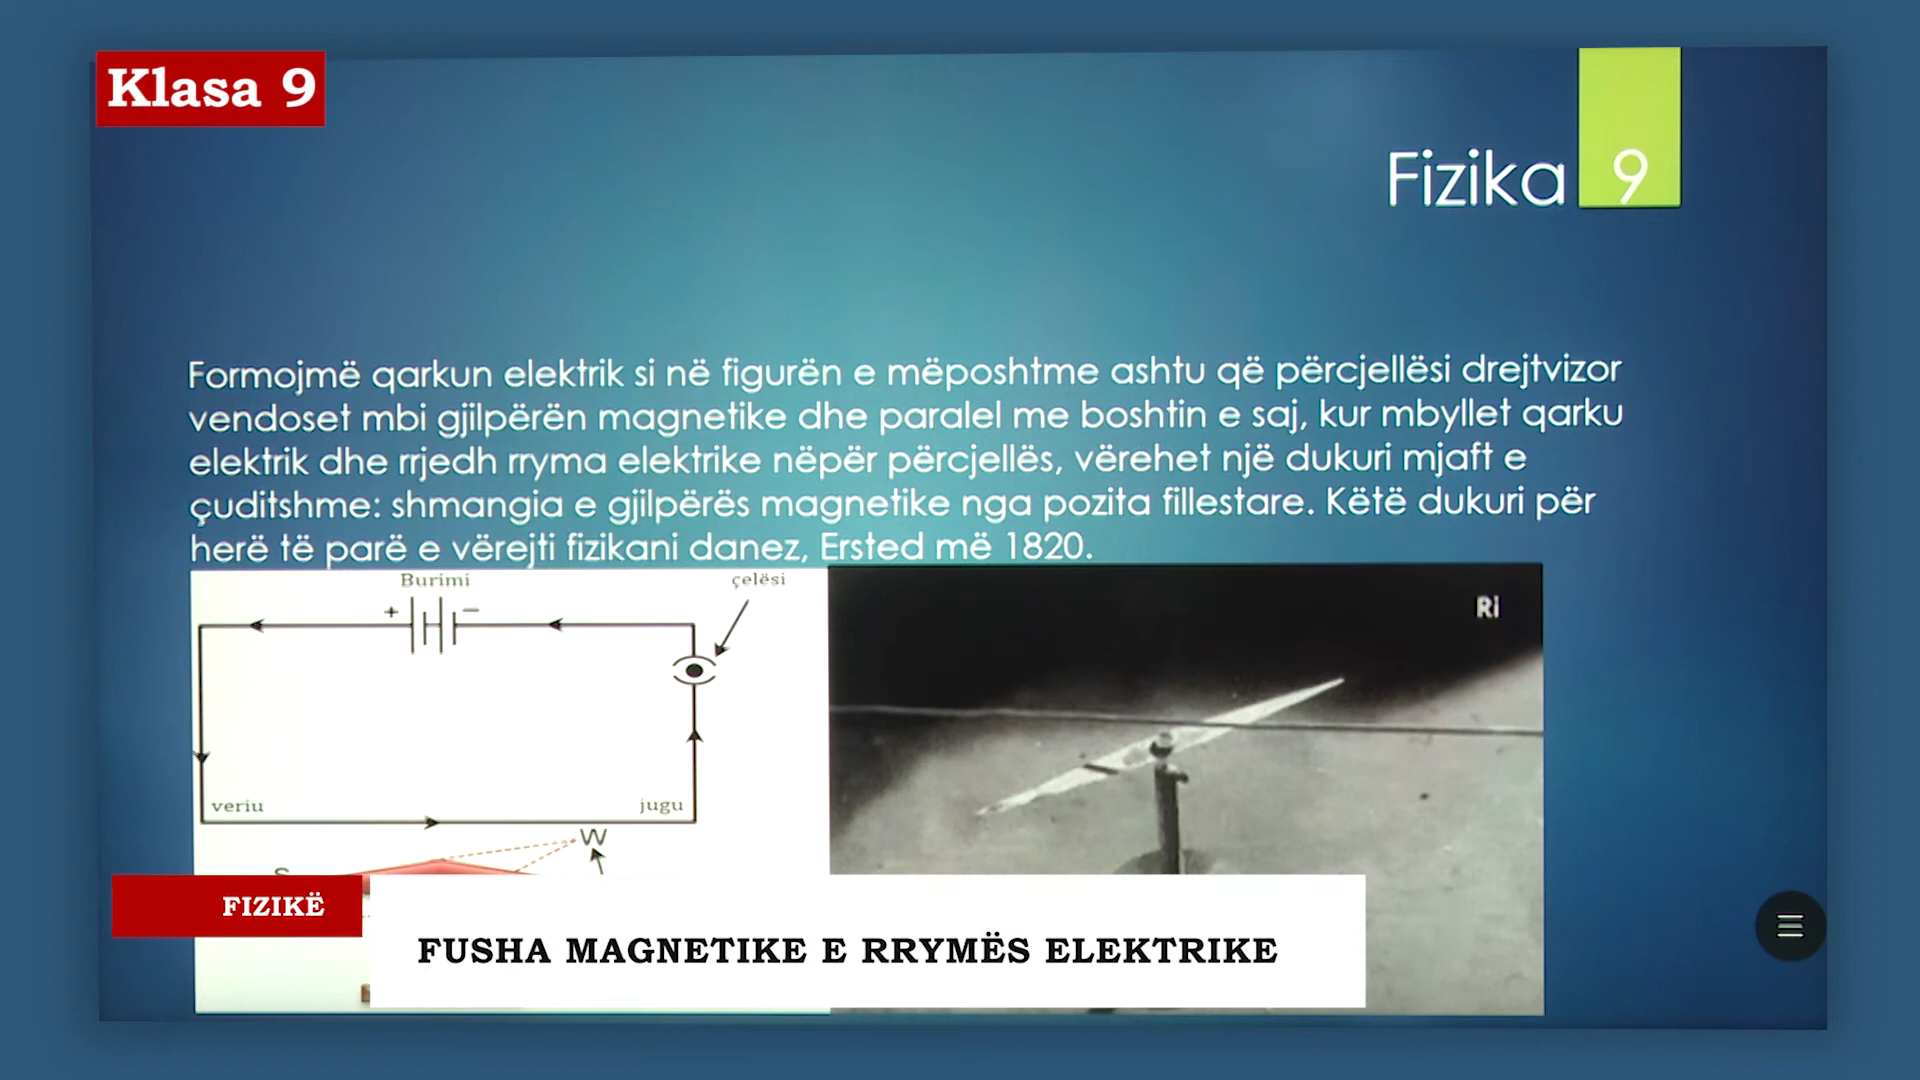 Klasa 9
Fizika 9
Formojmë qarkun elektrik si në figurën e mëposhtme ashtu që përcjellësi drejtvizor
vendoset mbi gjilpërën magnetike dhe paralel me boshtin e saj, kur mbyllet qarku
elektrik dhe rrjedh rryma elektrike nëpër përcjellës, vërehet një dukuri mjaft e
çuditshme: shmangia e gjilpërës magnetike nga pozita fillestare. Këtë dukuri për
herë të parë e vërejti fizikani danez, Ersted më 1820.
Burimi
çelësi
+ −
Ri
veriu
jugu
W
FIZIKË
FUSHA MAGNETIKE E RRYMËS ELEKTRIKE